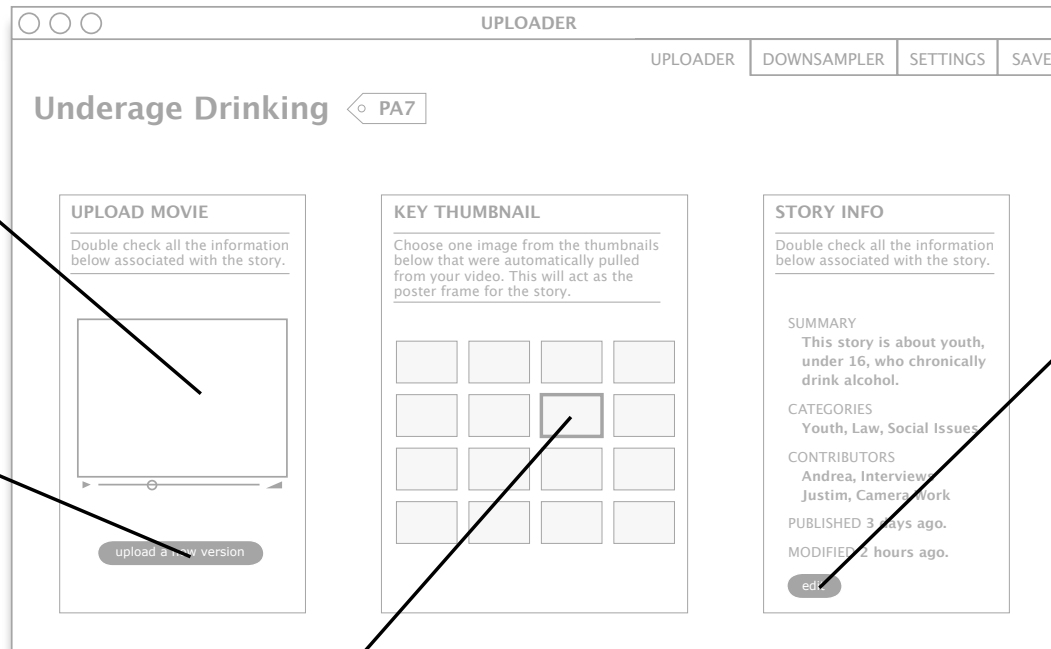 UPLOADER
UPLOADER DOWNSAMPLER SETTINGS SAVE
Underage Drinking PA7
UPLOAD MOVIE
Double check all the information
below associated with the story.
upload a new version
KEY THUMBNAIL
Choose one image from the thumbnails
below that were automatically pulled
from your video. This will act as the
poster frame for the story.
STORY INFO
Double check all the information
below associated with the story.
SUMMARY
This story is about youth,
under 16, who chronically
drink alcohol.
CATEGORIES
Youth, Law, Social Issues
CONTRIBUTORS
Andrea, Interviews
Justim, Camera Work
PUBLISHED 3 days ago.
MODIFIED 2 hours ago.
edit